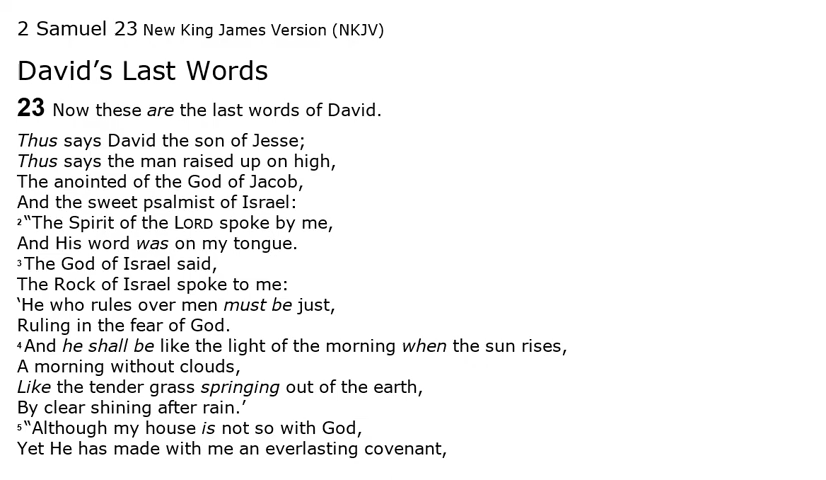 2 Samuel 23 New King James Version (NKJV)
David’s Last Words
23 Now these are the last words of David.
Thus says David the son of Jesse;
Thus says the man raised up on high,
The anointed of the God of Jacob,
And the sweet psalmist of Israel:
2 “The Spirit of the LORD spoke by me,
And His word was on my tongue.
3 The God of Israel said,
The Rock of Israel spoke to me:
‘He who rules over men must be just,
Ruling in the fear of God.
4 And he shall be like the light of the morning when the sun rises,
A morning without clouds,
Like the tender grass springing out of the earth,
By clear shining after rain.’
5 “Although my house is not so with God,
Yet He has made with me an everlasting covenant,